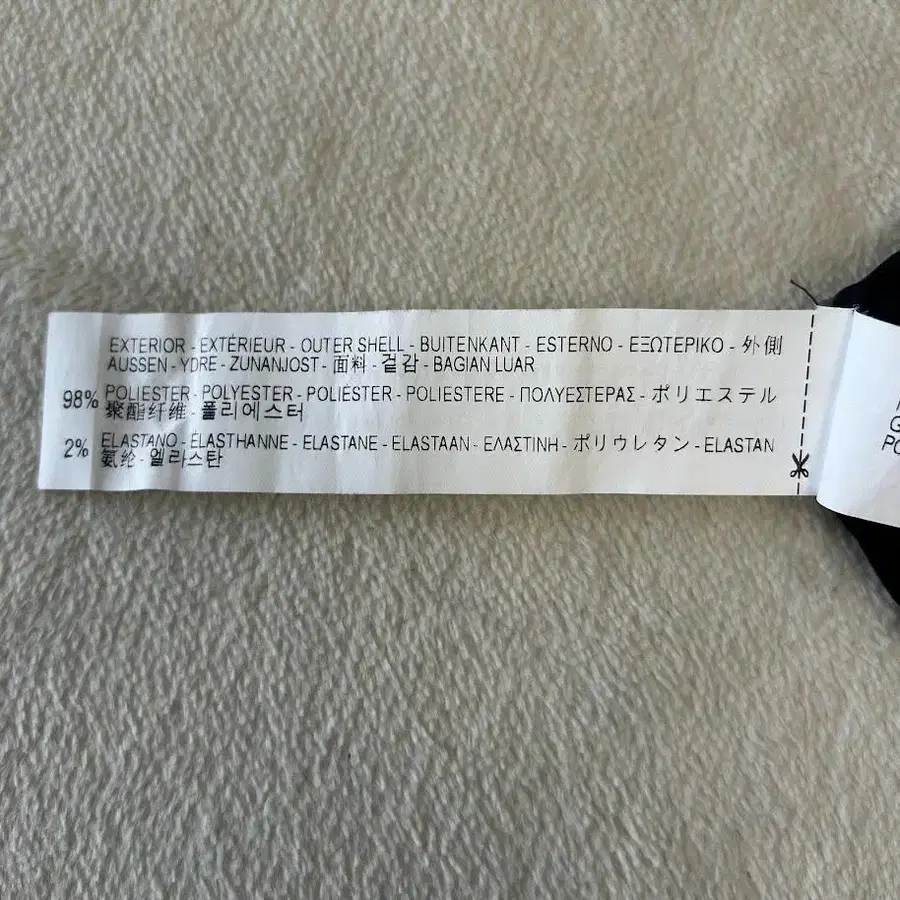 EXTERIOR - EXTÉRIEUR - OUTER SHELL - BUITENKANT - ESTERNO - ΕΞΩΤΕΡΙΚΟ - 外側
AUSSEN - YDRE - ZUNANJOST - 面料 - 겉감 - BAGIAN LUAR
98% POLIESTER - POLYESTER - POLIÉSTER - POLIESTERE - ΠΟΛΥΕΣΤΕΡΑΣ - ポリエステル
聚酯纤维 - 폴리에스터
2% ELASTANO - ÉLASTHANNE - ELASTANE - ELASTAAN - ΕΛΑΣΤΙΝΗ - ポリウレタン - ELASTAN
氨纶 - 엘라스탄